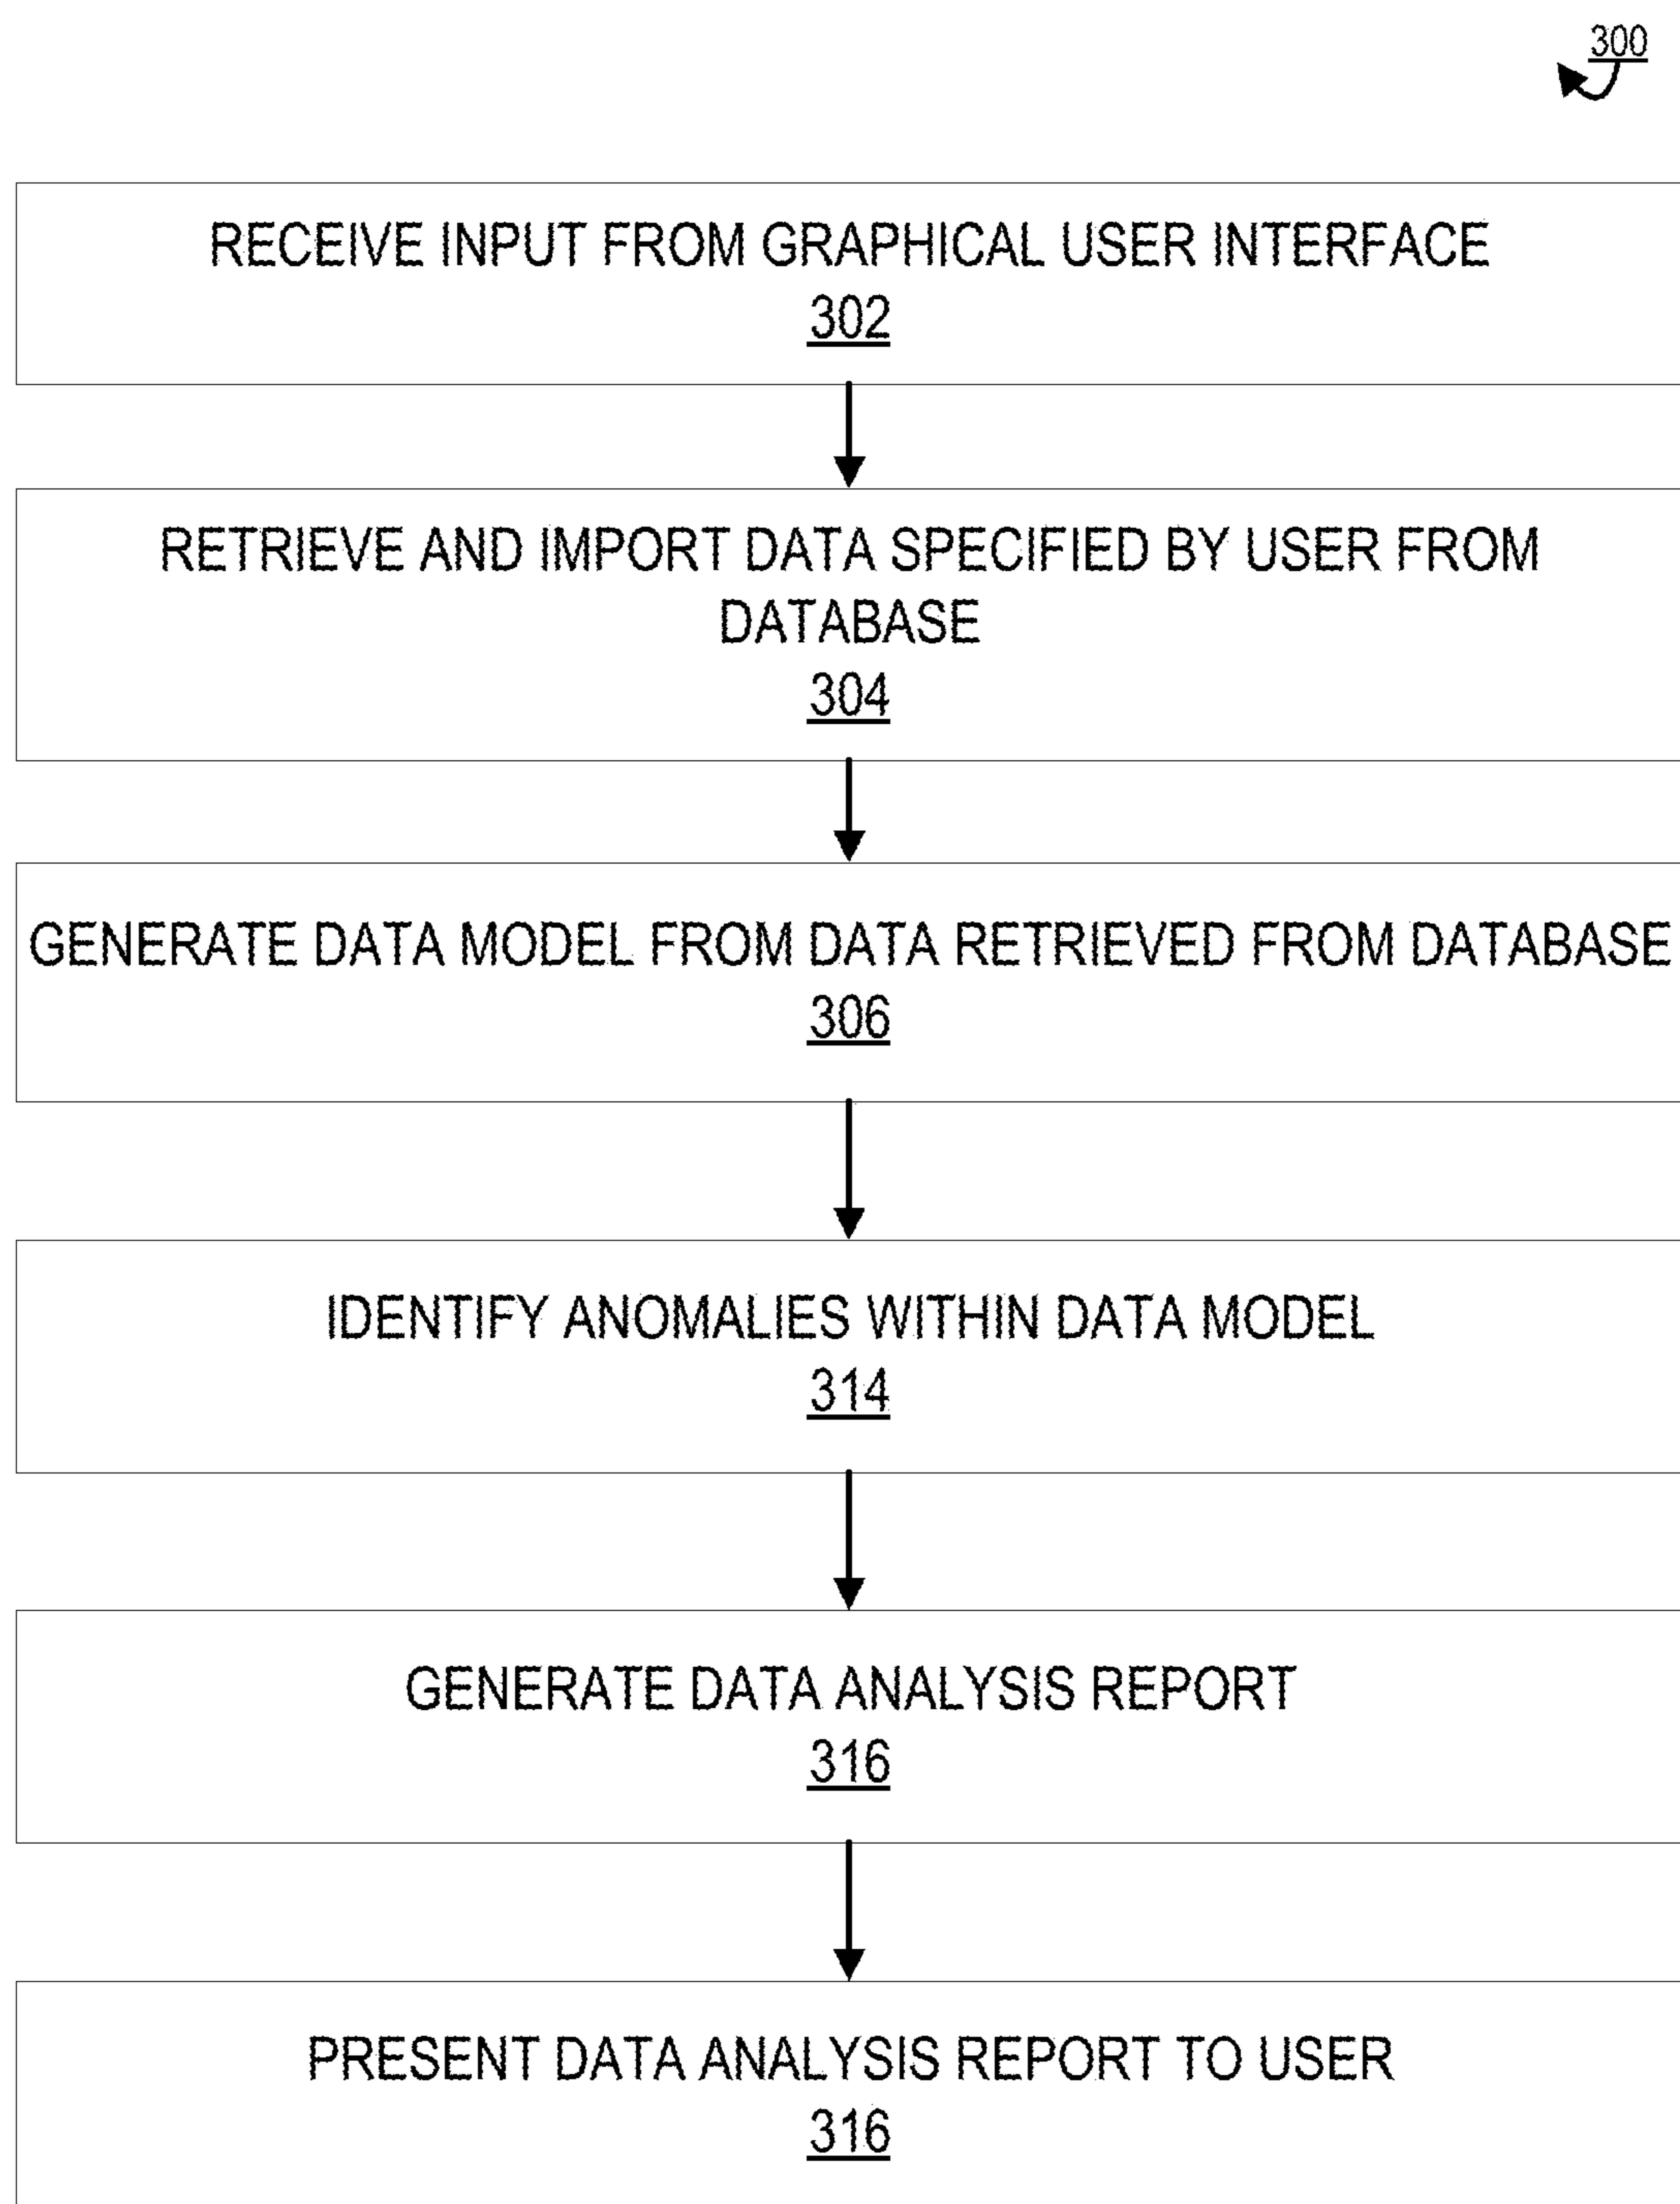 300
RECEIVE INPUT FROM GRAPHICAL USER INTERFACE
302
RETRIEVE AND IMPORT DATA SPECIFIED BY USER FROM
DATABASE
304
GENERATE DATA MODEL FROM DATA RETRIEVED FROM DATABASE
306
IDENTIFY ANOMALIES WITHIN DATA MODEL
314
GENERATE DATA ANALYSIS REPORT
316
PRESENT DATA ANALYSIS REPORT TO USER
316